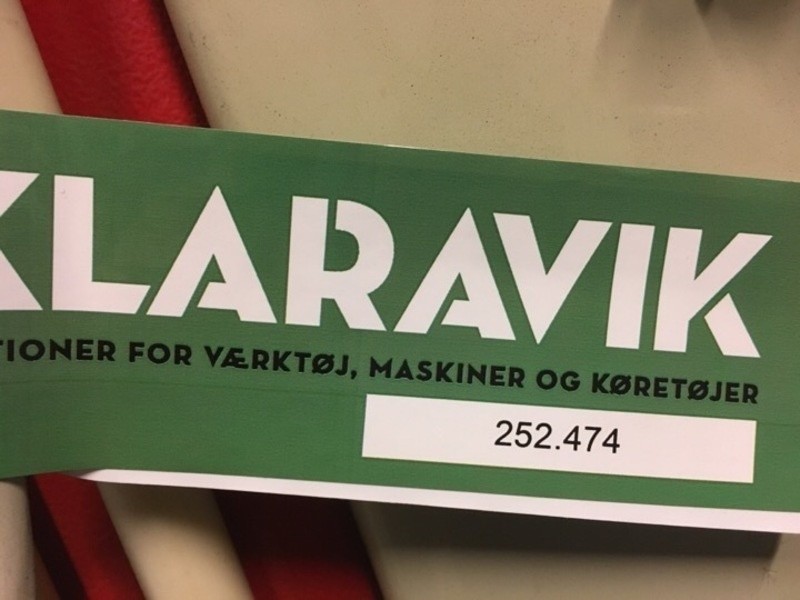 KLARAVIK
TIONER FOR VÆRKTØJ, MASKINER OG KØRETØJER
252.474